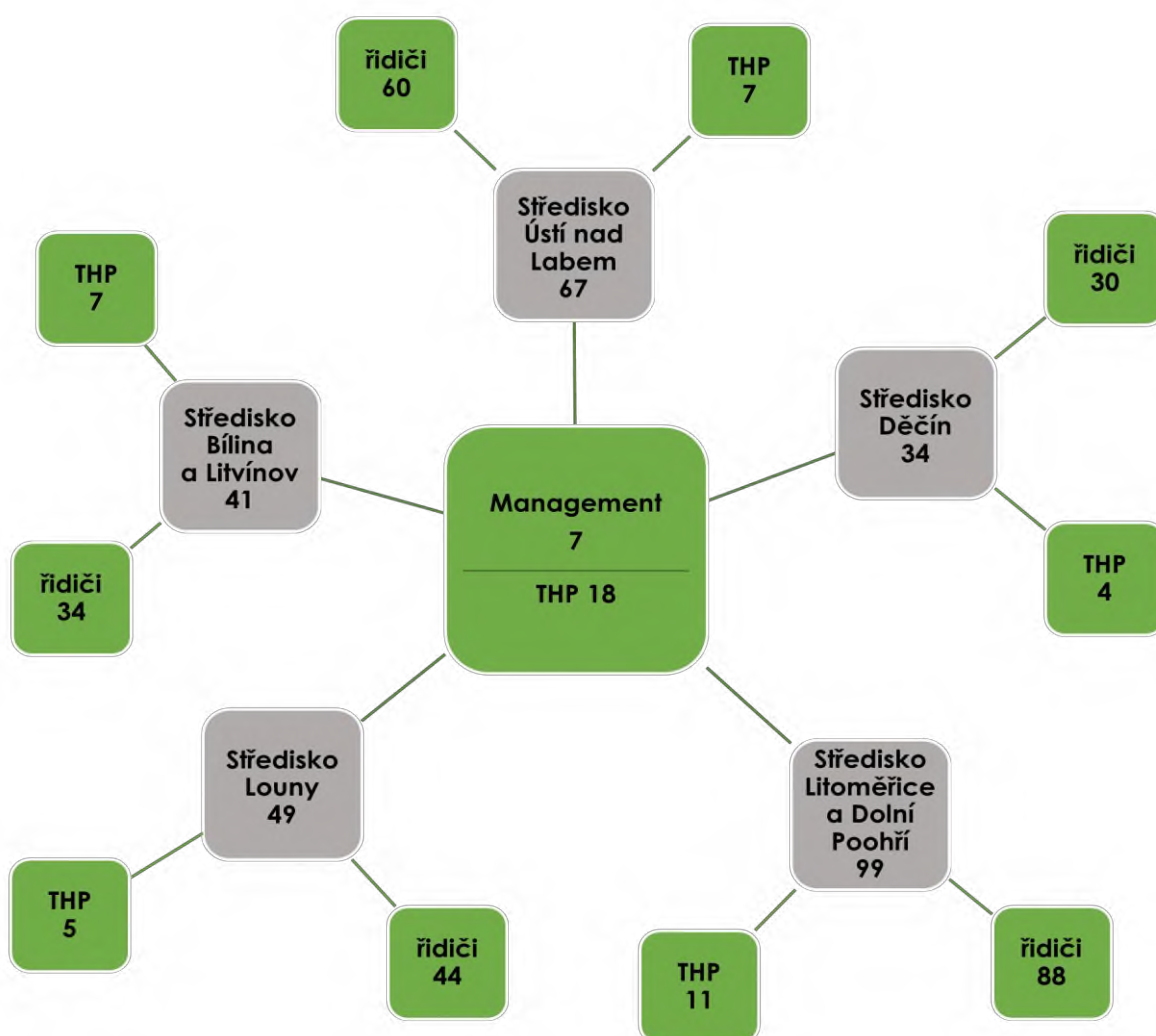 řidiči
60
THP
7
Středisko
Ústí nad
Labem
67
řidiči
30
THP
7
Středisko
Děčín
34
Středisko
Bílina
a Litvínov
41
Management
7
THP 18
THP
4
řidiči
34
Středisko
Louny
49
Středisko
Litoměřice
a Dolní
Poohří
99
THP
5
řidiči
44
THP
11
řidiči
88